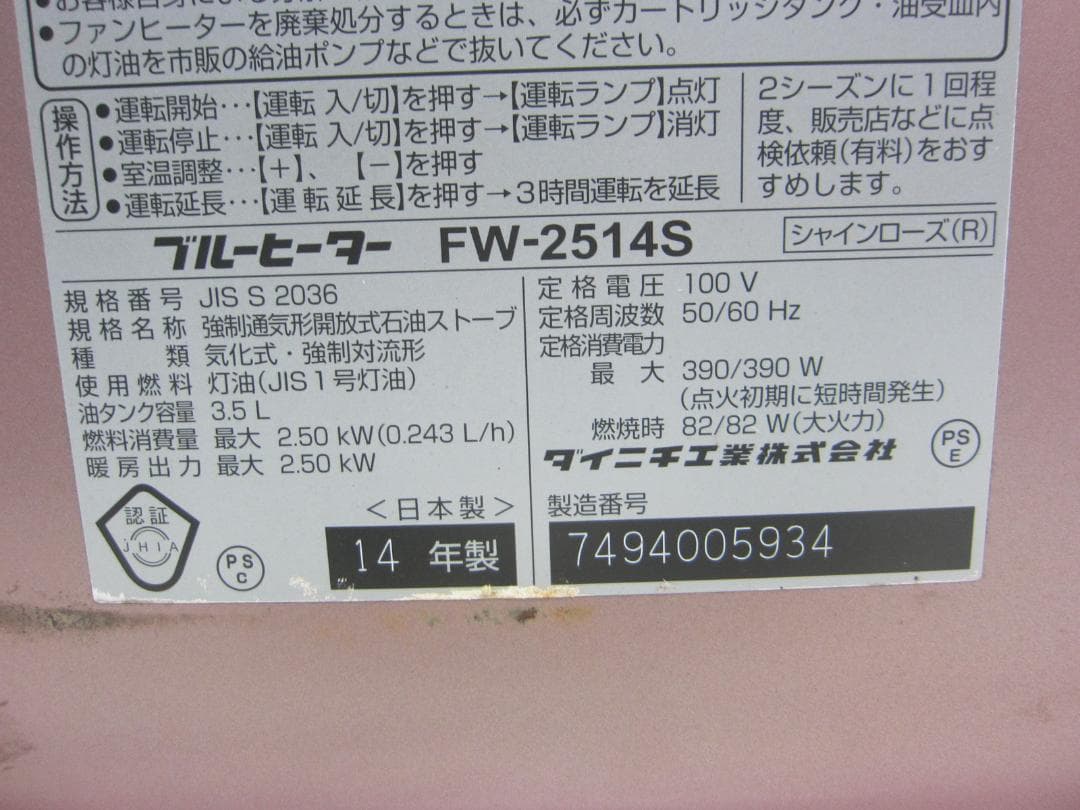 ●ファンヒーターを廃棄処分するときは、必ずカートリッジタンク・油受皿内
の灯油を市販の給油ポンプなどで抜いてください。
操作方法
●運転開始…【運転 入/切】を押す→【運転ランプ】点灯
●運転停止…【運転 入/切】を押す→【運転ランプ】消灯
●室温調整…【+】、【−】を押す
●運転延長…【運転延長】を押す→3時間運転を延長
2シーズンに1回程
度、販売店などに点
検依頼(有料)をおす
すめします。
ブルーヒーター FW-2514S シャインローズ(R)
規格番号 JIS S 2036
規格名称 強制通気形開放式石油ストーブ
種類 気化式・強制対流形
使用燃料 灯油(JIS1号灯油)
油タンク容量 3.5 L
燃料消費量 最大 2.50 kW(0.243 L/h)
暖房出力 最大 2.50 kW
定格電圧 100 V
定格周波数 50/60 Hz
定格消費電力
最大 390/390 W
(点火初期に短時間発生)
燃焼時 82/82 W(大火力)
ダイニチ工業株式会社
PS
E
認証
JHIA
PS
C
<日本製>
14 年製
製造番号
7494005934